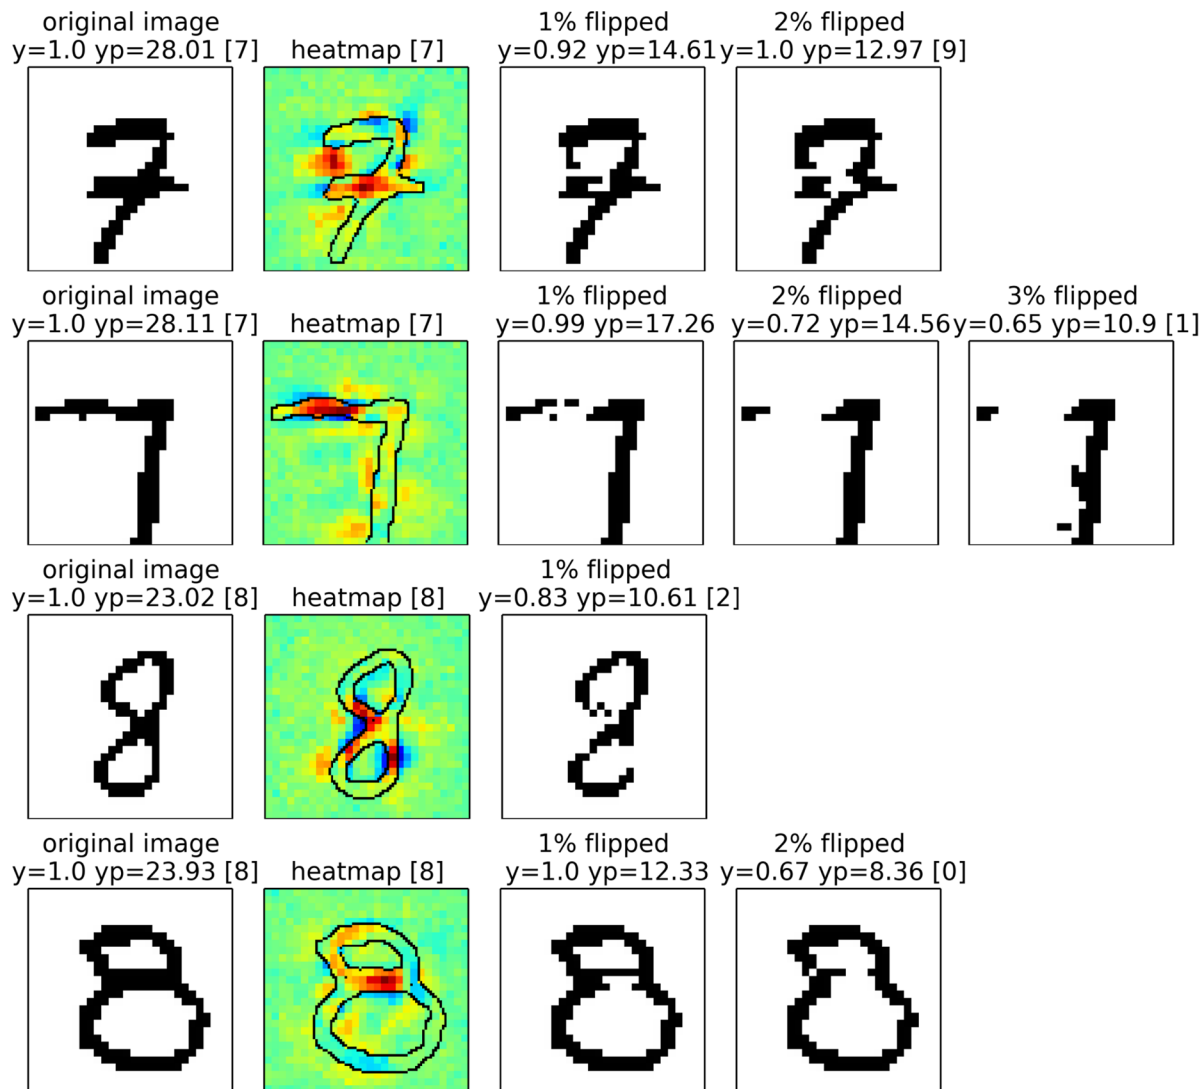 original image
y=1.0 yp=28.01 [7]
heatmap [7]
1% flipped
y=0.92 yp=14.61
2% flipped
y=1.0 yp=12.97 [9]
original image
y=1.0 yp=28.11 [7]
heatmap [7]
1% flipped
y=0.99 yp=17.26
2% flipped
y=0.72 yp=14.56
3% flipped
y=0.65 yp=10.9 [1]
original image
y=1.0 yp=23.02 [8]
heatmap [8]
1% flipped
y=0.83 yp=10.61 [2]
original image
y=1.0 yp=23.93 [8]
heatmap [8]
1% flipped
y=1.0 yp=12.33
2% flipped
y=0.67 yp=8.36 [0]